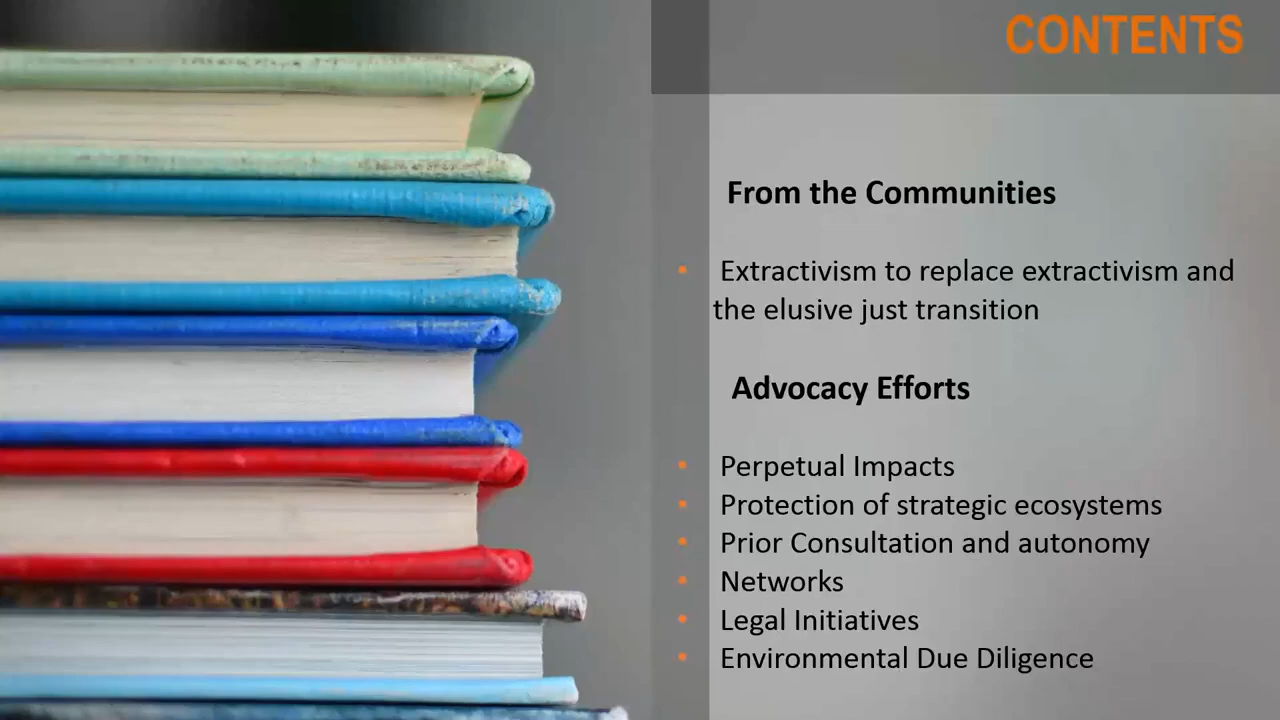 CONTENTS
From the Communities
• Extractivism to replace extractivism and
the elusive just transition
Advocacy Efforts
• Perpetual Impacts
• Protection of strategic ecosystems
• Prior Consultation and autonomy
• Networks
• Legal Initiatives
• Environmental Due Diligence